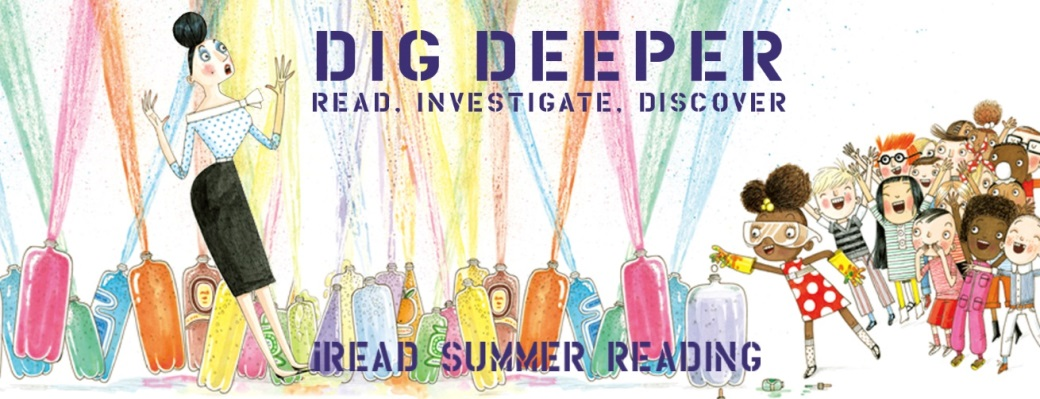 DIG DEEPER
READ. INVESTIGATE. DISCOVER
iREAD SUMMER READING